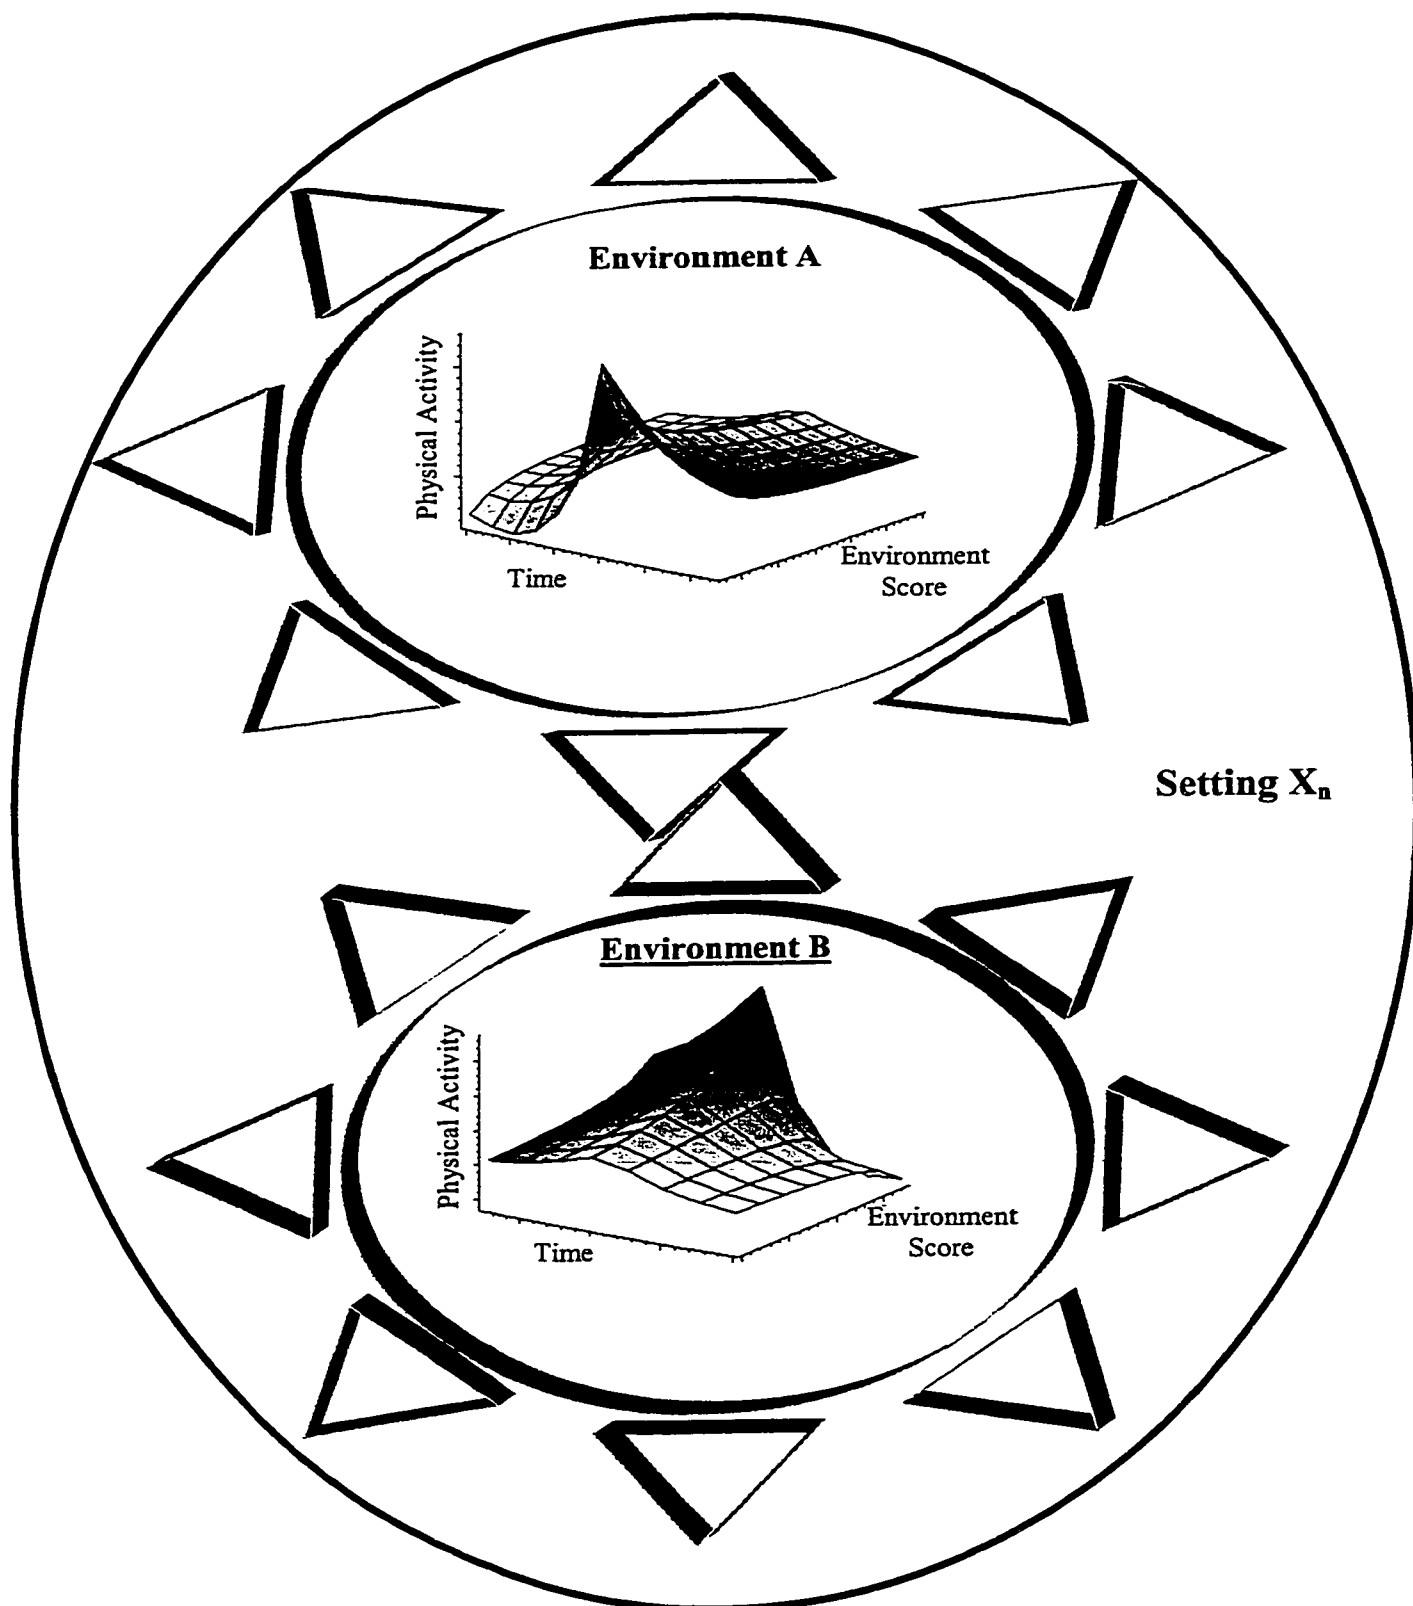 Environment A
Physical Activity
Time
Environment
Score
Setting Xₙ
Environment B
Physical Activity
Time
Environment
Score